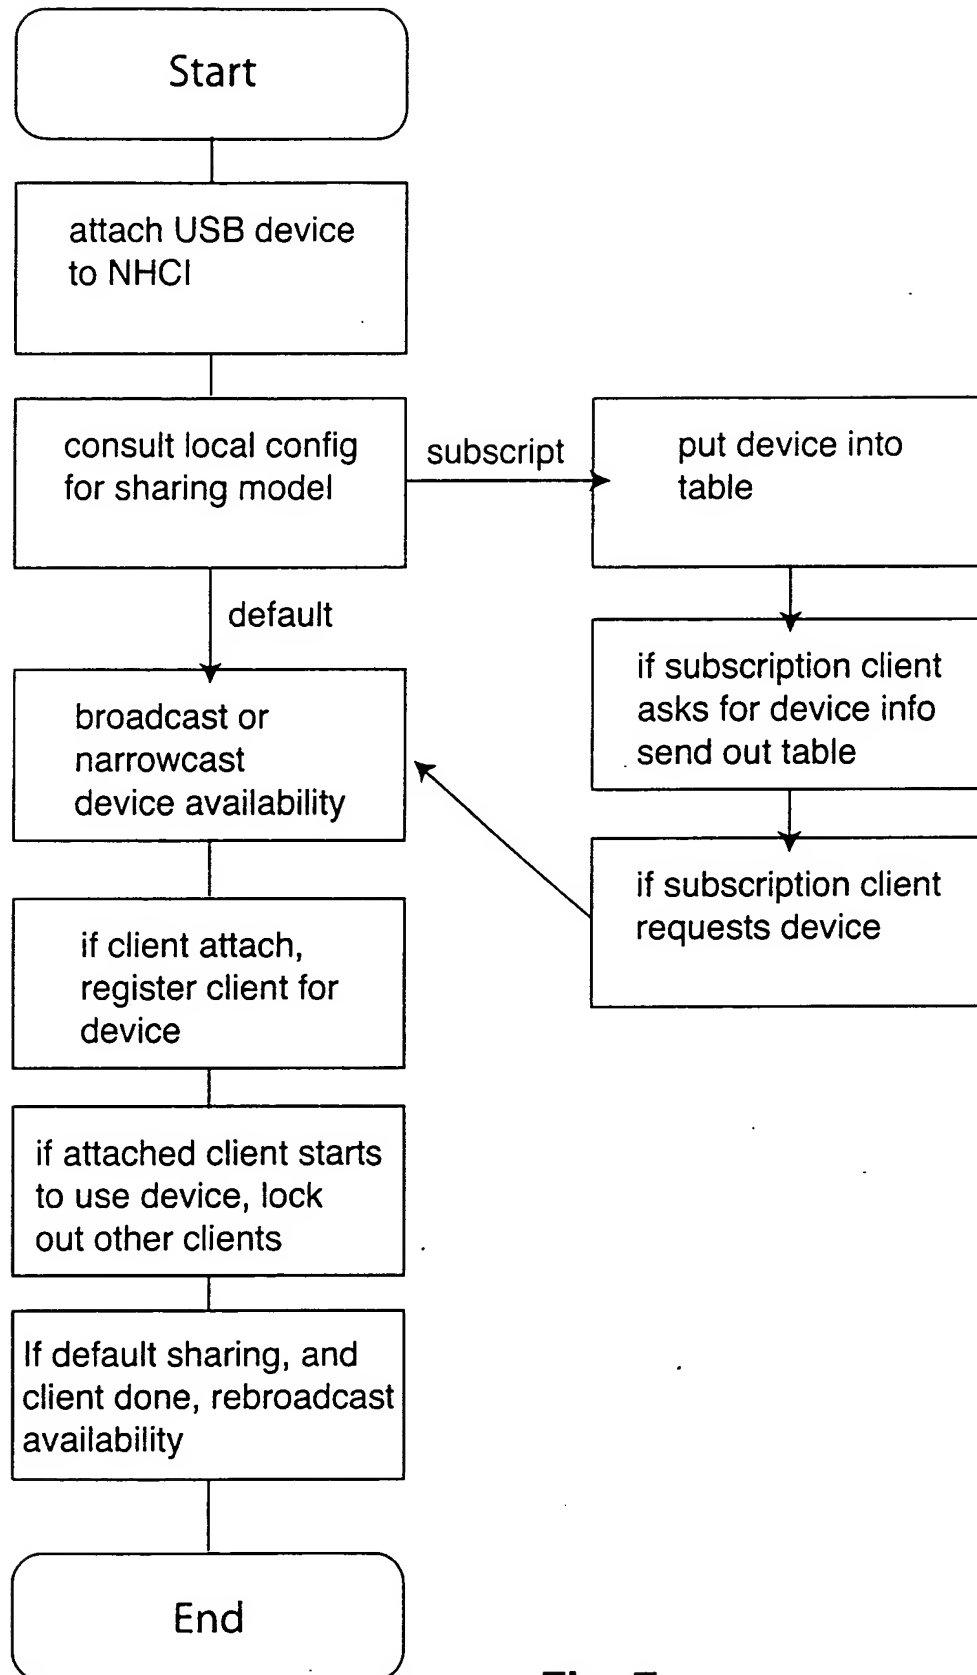 Start
attach USB device
to NHCI
consult local config
for sharing model
subscript
put device into
table
default
broadcast or
narrowcast
device availability
if subscription client
asks for device info
send out table
if subscription client
requests device
if client attach,
register client for
device
if attached client starts
to use device, lock
out other clients
If default sharing, and
client done, rebroadcast
availability
End